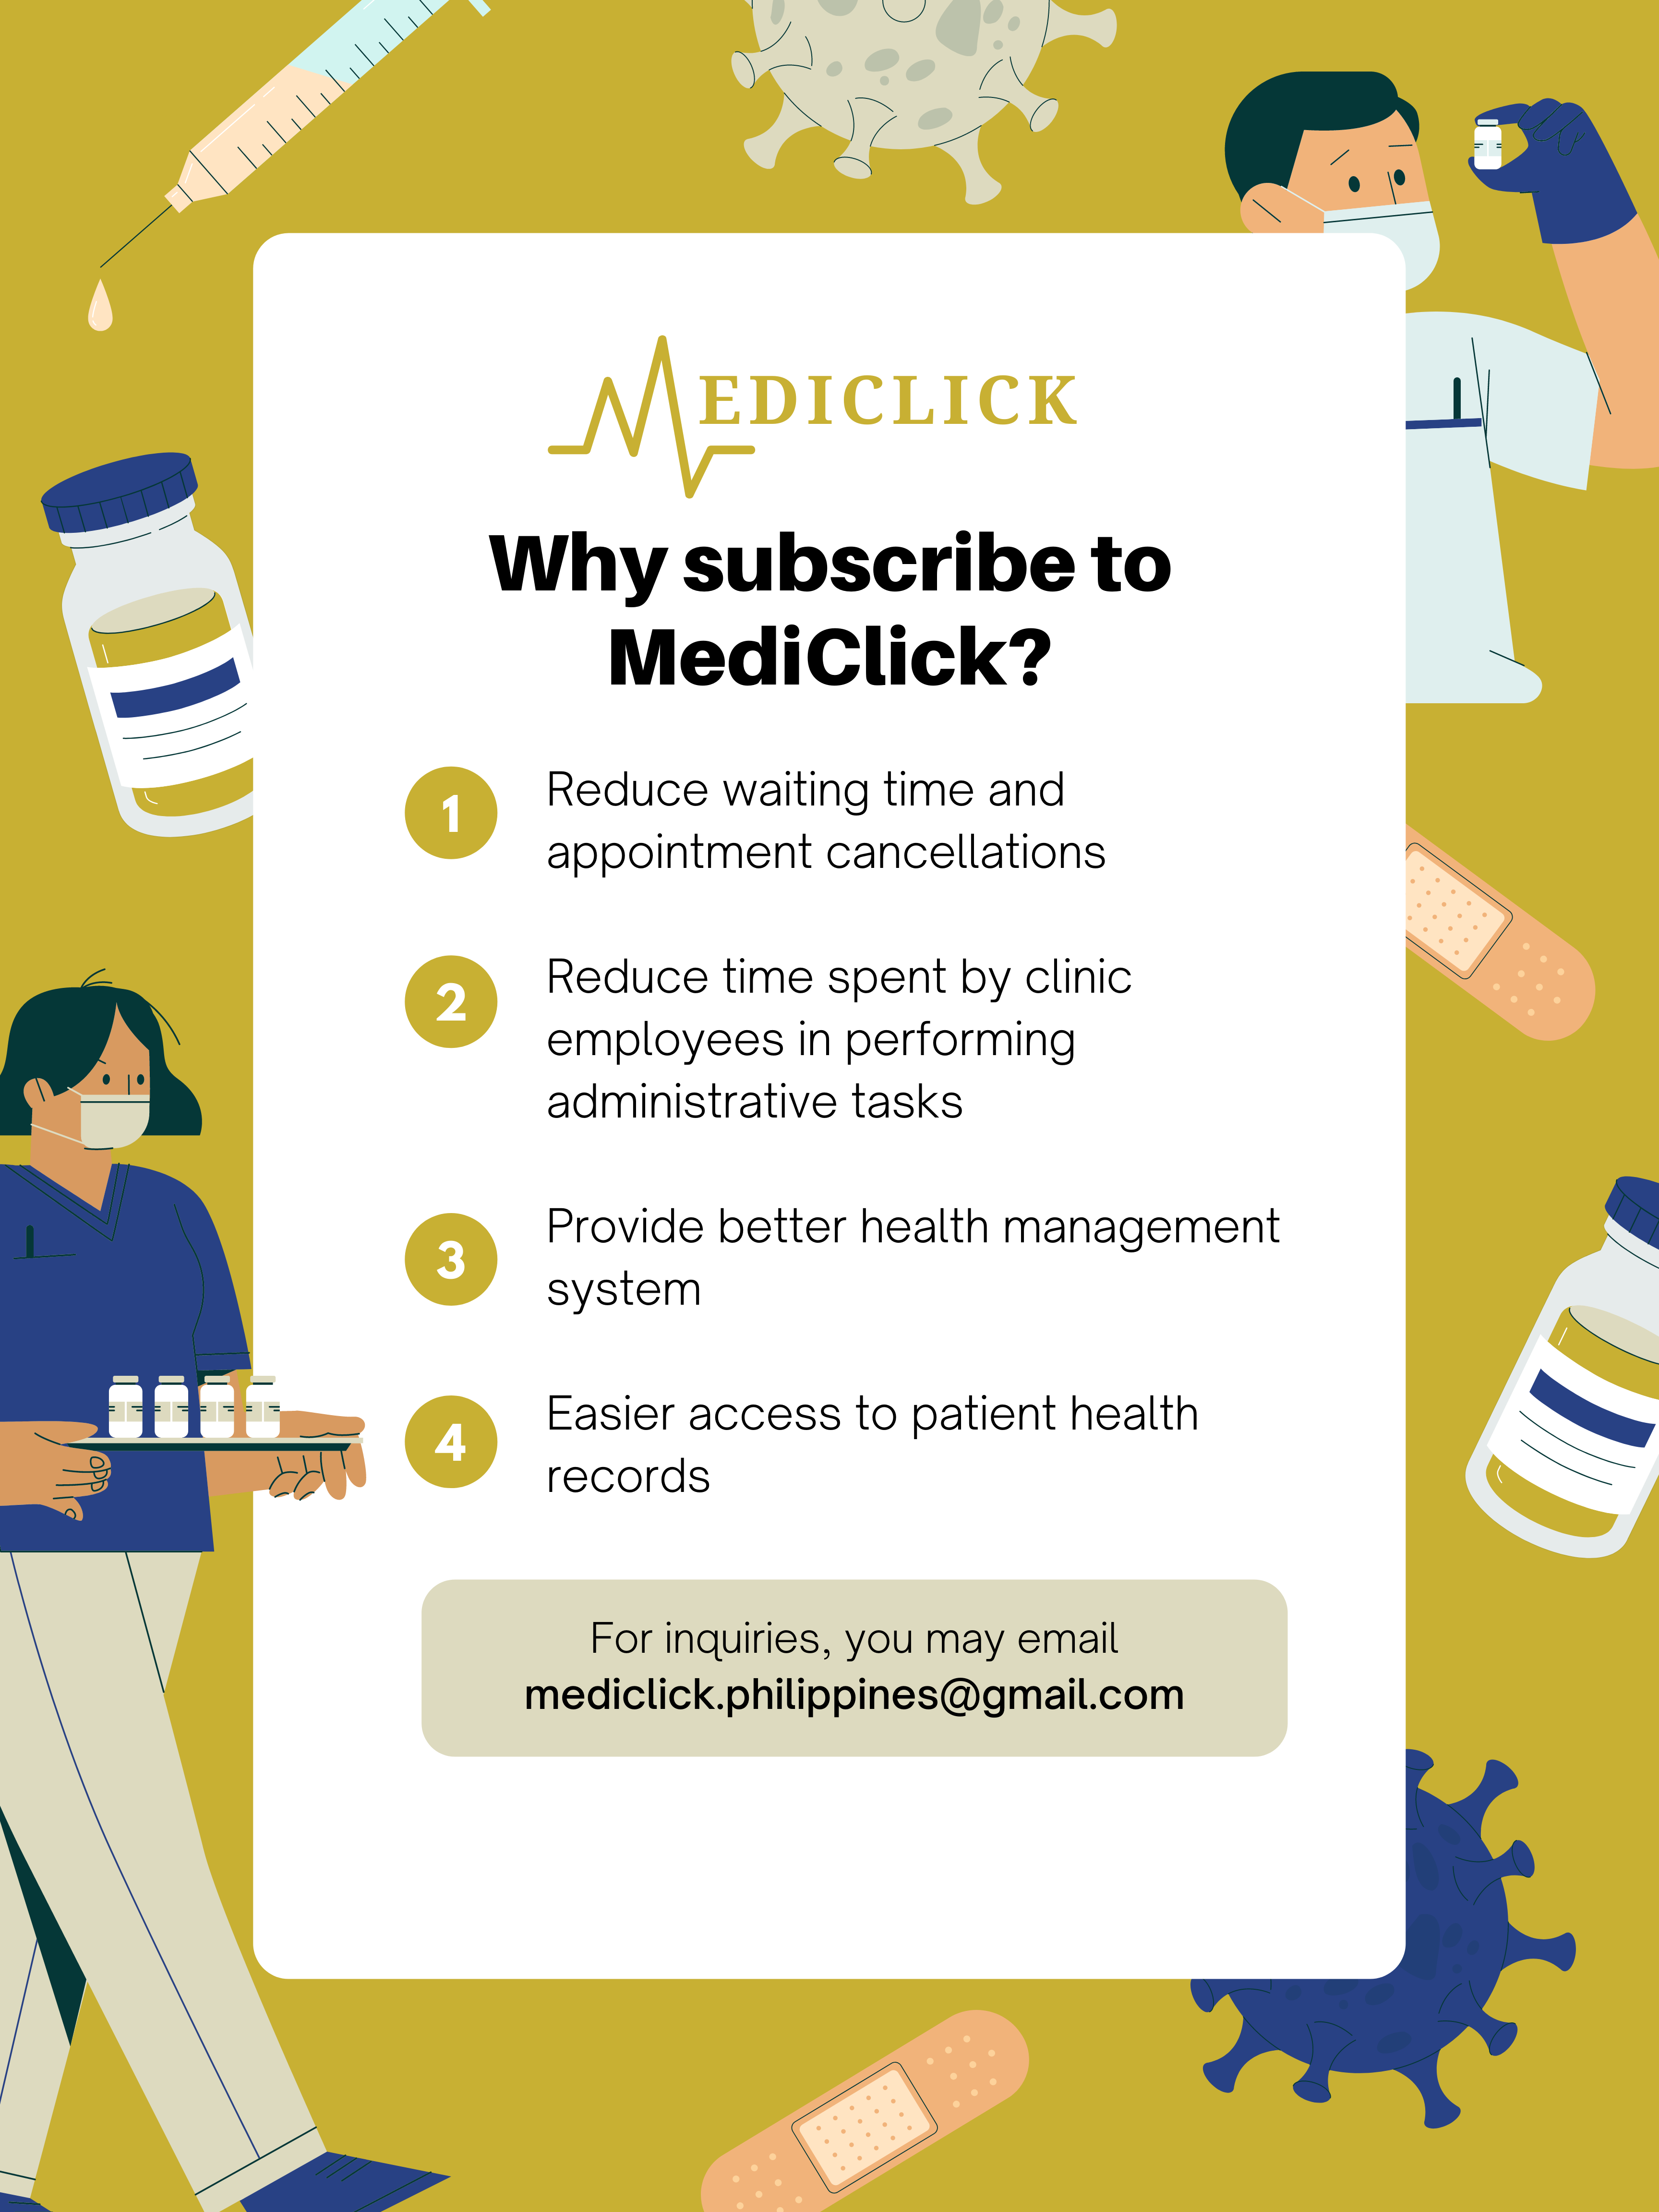 MEDICLICK
Why subscribe to
MediClick?
1
Reduce waiting time and
appointment cancellations
2
Reduce time spent by clinic
employees in performing
administrative tasks
3
Provide better health management
system
4
Easier access to patient health
records
For inquiries, you may email
mediclick.philippines@gmail.com